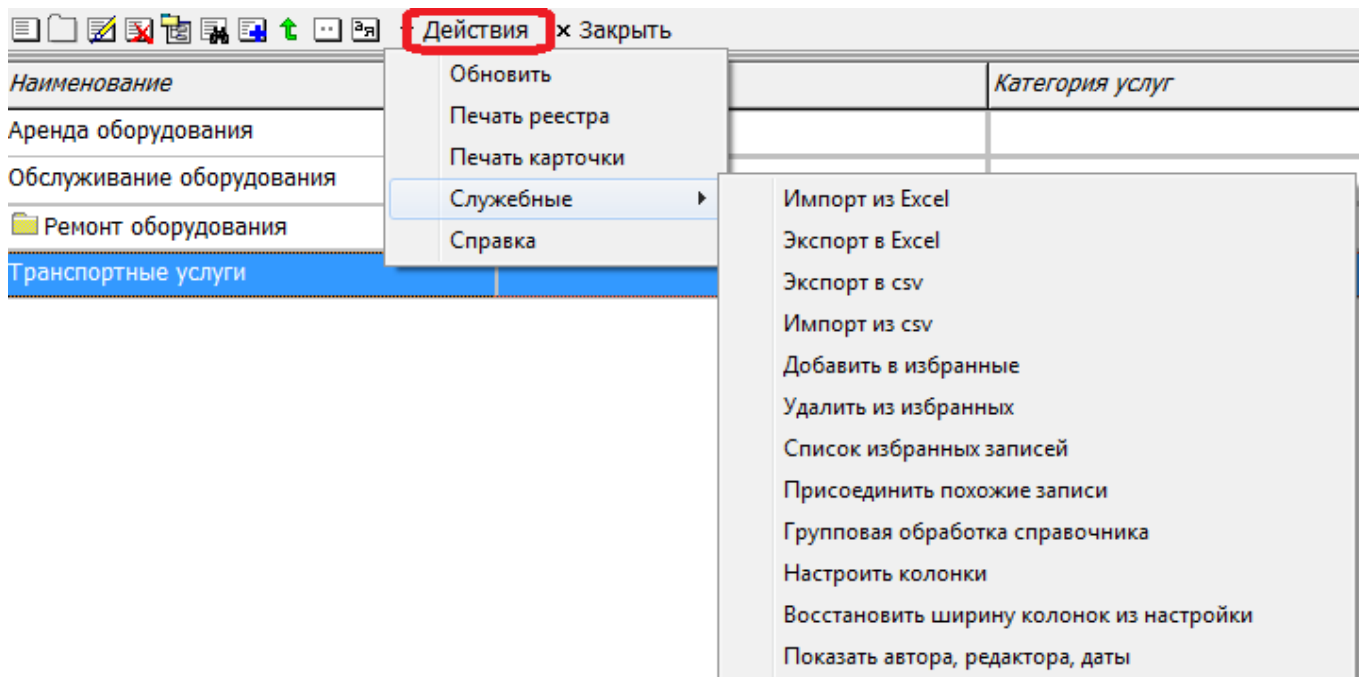 Действия x Закрыть
Наименование
Категория услуг
Аренда оборудования
Обслуживание оборудования
Ремонт оборудования
Транспортные услуги
Обновить
Печать реестра
Печать карточки
Служебные
Справка
Импорт из Excel
Экспорт в Excel
Экспорт в csv
Импорт из csv
Добавить в избранные
Удалить из избранных
Список избранных записей
Присоединить похожие записи
Групповая обработка справочника
Настроить колонки
Восстановить ширину колонок из настройки
Показать автора, редактора, даты